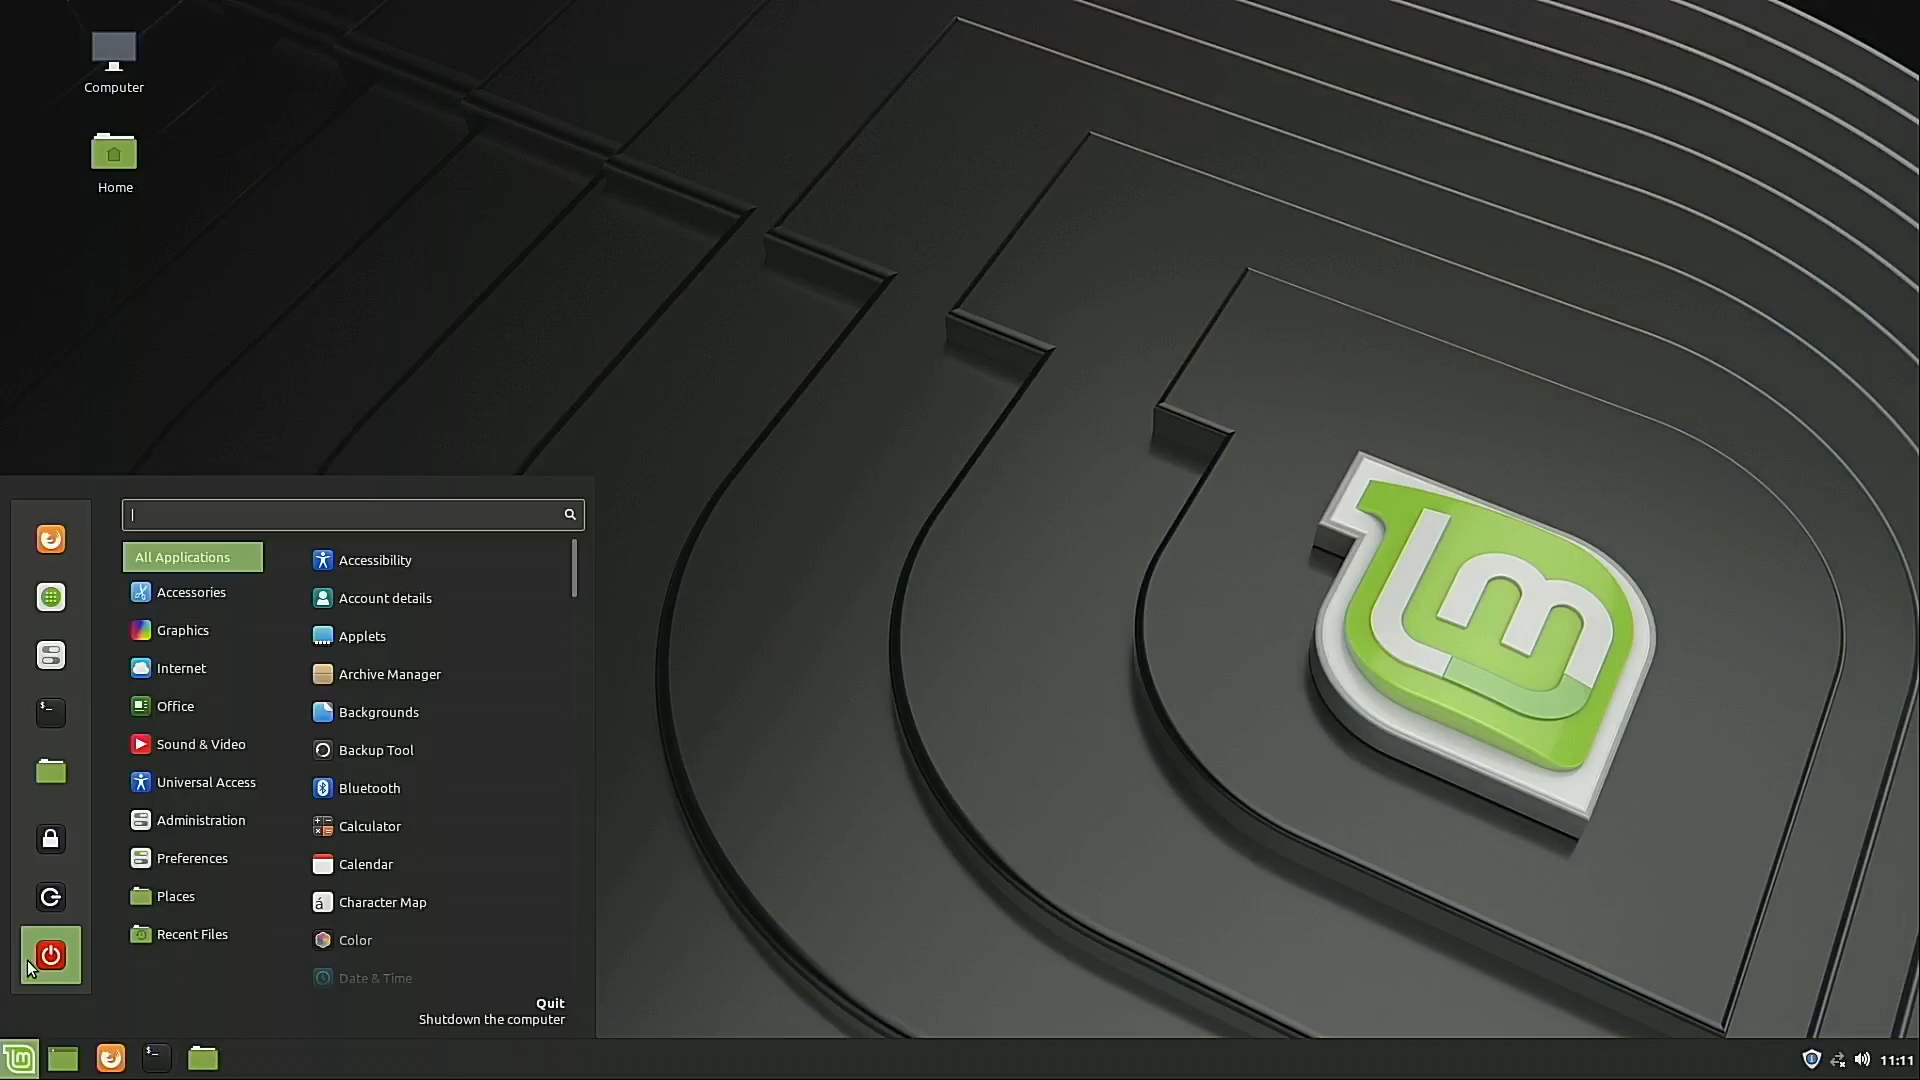 Computer
Home
All Applications
Accessories
Graphics
Internet
Office
Sound & Video
Universal Access
Administration
Preferences
Places
Recent Files
Accessibility
Account details
Applets
Archive Manager
Backgrounds
Backup Tool
Bluetooth
Calculator
Calendar
Character Map
Color
Date & Time
Quit
Shutdown the computer
11:11